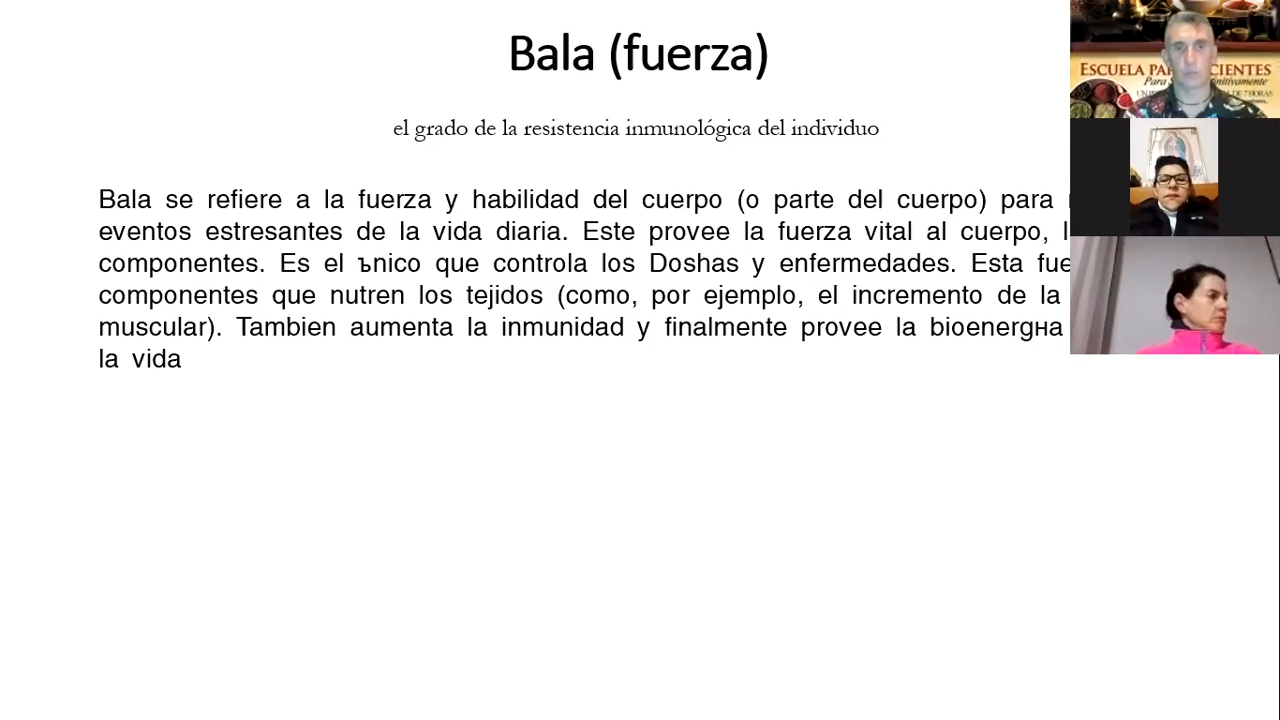 Bala (fuerza)
el grado de la resistencia inmunológica del individuo
Bala se refiere a la fuerza y habilidad del cuerpo (o parte del cuerpo) para
eventos estresantes de la vida diaria. Este provee la fuerza vital al cuerpo,
componentes. Es el ъnico que controla los Doshas y enfermedades. Esta
componentes que nutren los tejidos (como, por ejemplo, el incremento de la
muscular). Tambien aumenta la inmunidad y finalmente provee la bioenergнa
la vida
ESCUELA